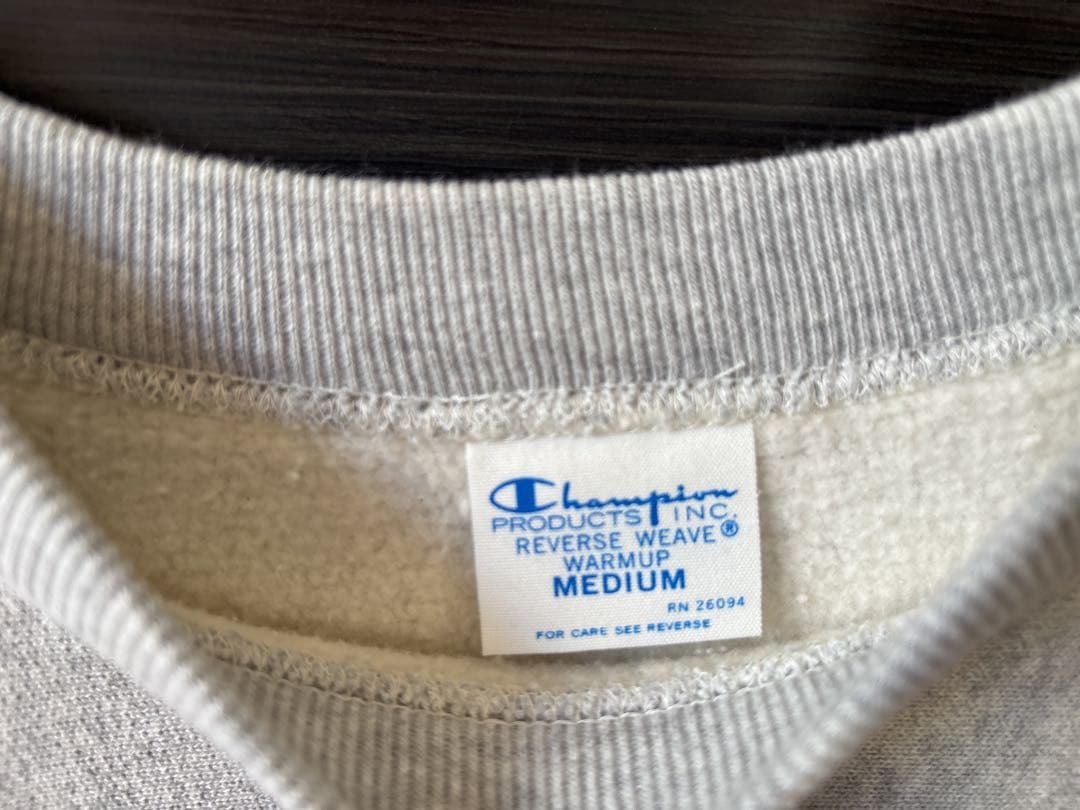 Champion
PRODUCTS INC.
REVERSE WEAVE®
WARMUP
MEDIUM
RN 26094
FOR CARE SEE REVERSE